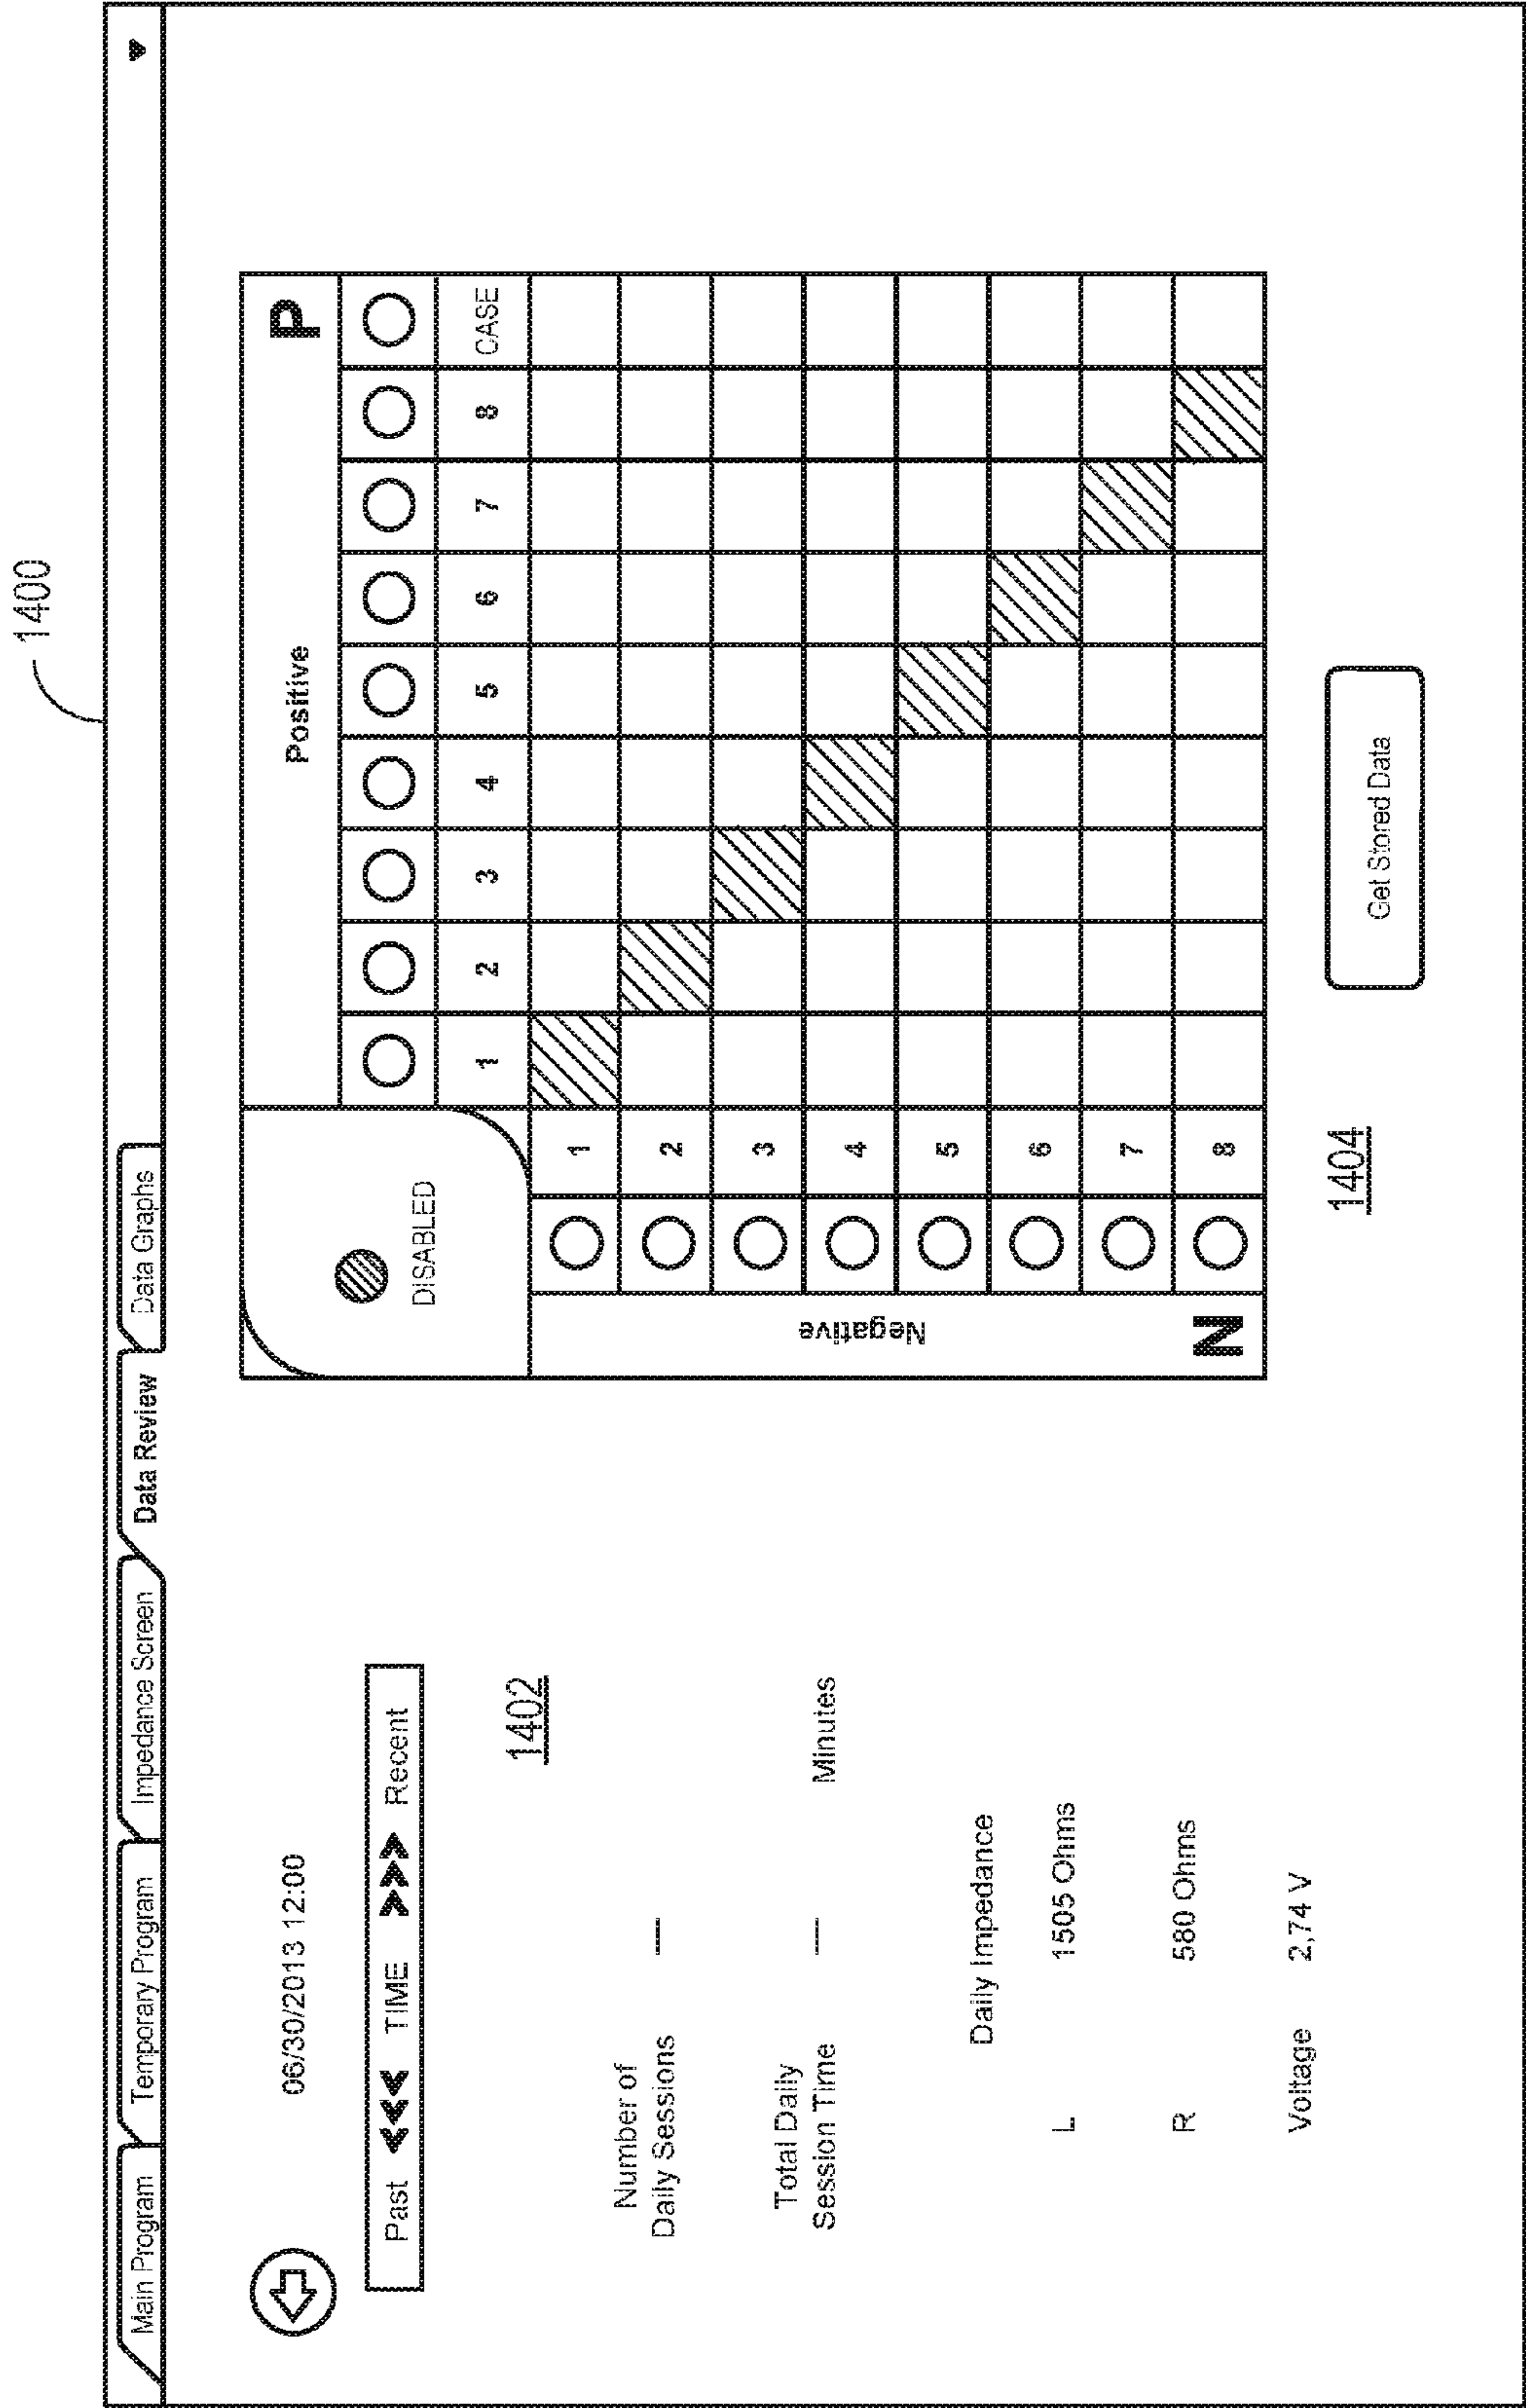 1400
Main Program
Temporary Program
Impedance Screen
Data Review
Data Graphs
06/30/2013 12:00
Past <<< TIME >>> Recent
1402
Number of
Daily Sessions —
Total Daily
Session Time — Minutes
Daily Impedance
L 1505 Ohms
R 580 Ohms
Voltage 2,74 V
DISABLED
Positive P
1 2 3 4 5 6 7 8 CASE
Negative
N
1
2
3
4
5
6
7
8
1404
Get Stored Data